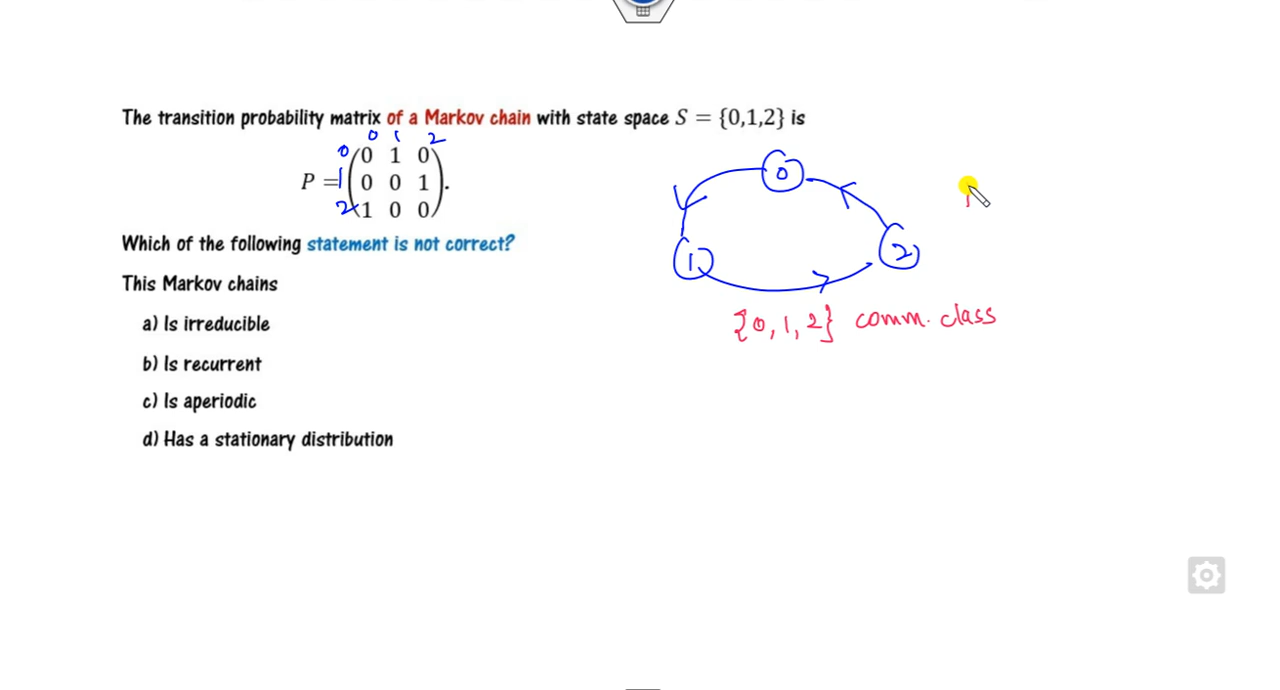 The transition probability matrix of a Markov chain with state space S = {0,1,2} is
0 1 2
0 0 1 0
P = 1 0 0 1 .
2 1 0 0
Which of the following statement is not correct?
This Markov chains
a) Is irreducible
b) Is recurrent
c) Is aperiodic
d) Has a stationary distribution
0
1
2
{0, 1, 2} comm. class